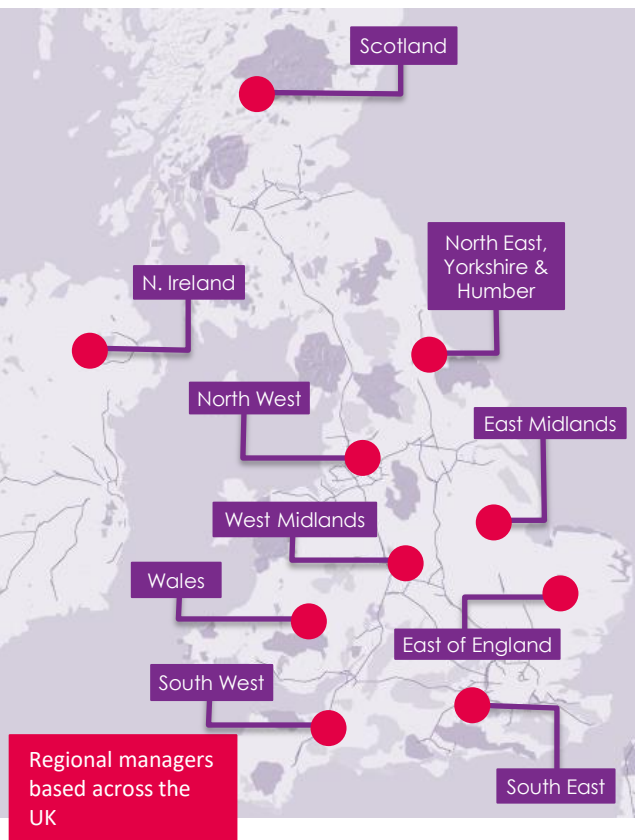 Scotland
North East,
Yorkshire &
Humber
N. Ireland
North West
East Midlands
West Midlands
Wales
East of England
South West
South East
Regional managers
based across the
UK